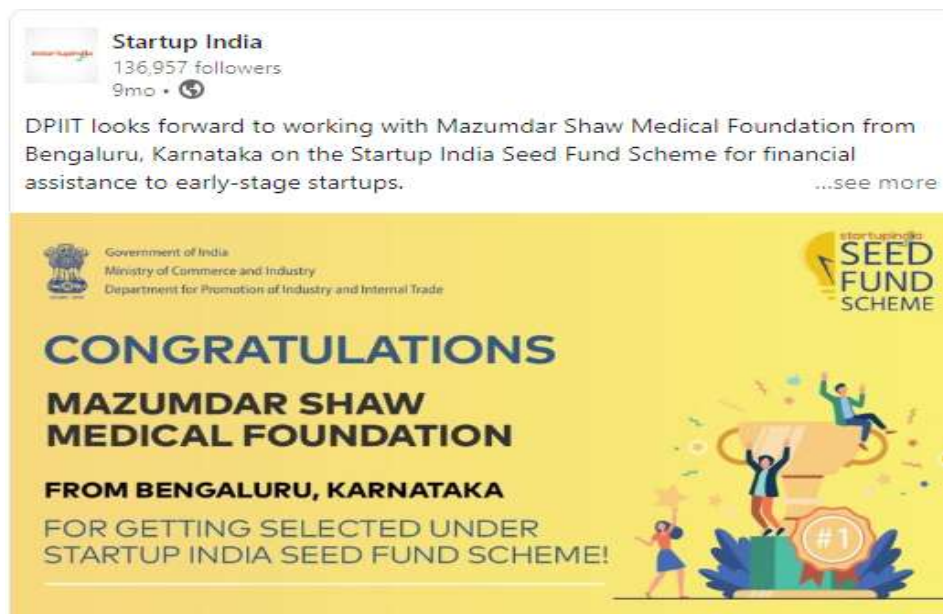 startupindia
Startup India
136,957 followers
9mo •
DPIIT looks forward to working with Mazumdar Shaw Medical Foundation from
Bengaluru, Karnataka on the Startup India Seed Fund Scheme for financial
assistance to early-stage startups.
...see more
Government of India
Ministry of Commerce and Industry
Department for Promotion of Industry and Internal Trade
startupindia
SEED
FUND
SCHEME
CONGRATULATIONS
MAZUMDAR SHAW
MEDICAL FOUNDATION
FROM BENGALURU, KARNATAKA
FOR GETTING SELECTED UNDER
STARTUP INDIA SEED FUND SCHEME!
#1